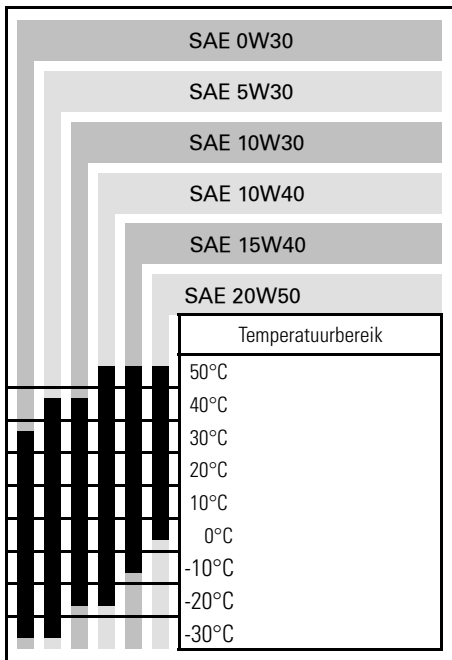 SAE 0W30
SAE 5W30
SAE 10W30
SAE 10W40
SAE 15W40
SAE 20W50
Temperatuurbereik
50°C
40°C
30°C
20°C
10°C
0°C
-10°C
-20°C
-30°C